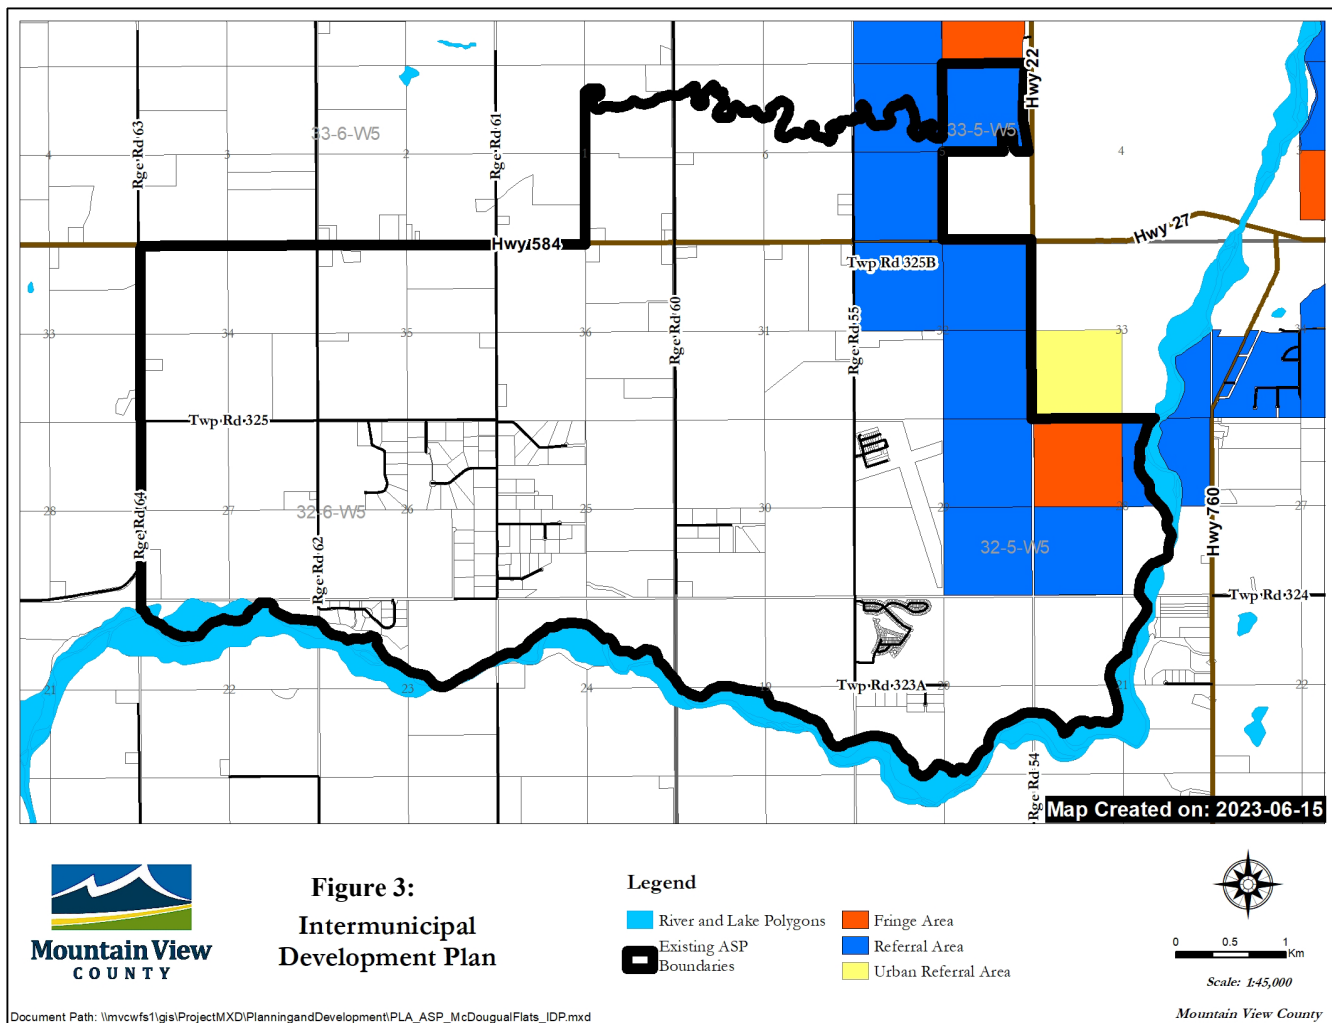 Hwy 22
Rge Rd 63
Rge Rd 61
33-6-W5
33-5-W5
4
3
2
1
6
5
4
Hwy 27
Hwy 584
Twp Rd 325B
Rge Rd 60
Rge Rd 55
33
34
35
36
31
32
33
Twp Rd 325
Rge Rd 64
Rge Rd 62
28
27
26
25
30
29
28
27
32-6-W5
32-5-W5
Hwy 760
Twp Rd 324
21
22
23
24
19
20
21
22
Twp Rd 323A
Rge Rd 54
Map Created on: 2023-06-15
Mountain View
COUNTY
Figure 3:
Intermunicipal
Development Plan
Legend
River and Lake Polygons
Existing ASP
Boundaries
Fringe Area
Referral Area
Urban Referral Area
0 0.5 1
Km
Scale: 1:45,000
Mountain View County
Document Path: \\mvcwfs1\gis\ProjectMXD\PlanningandDevelopment\PLA_ASP_McDougualFlats_IDP.mxd